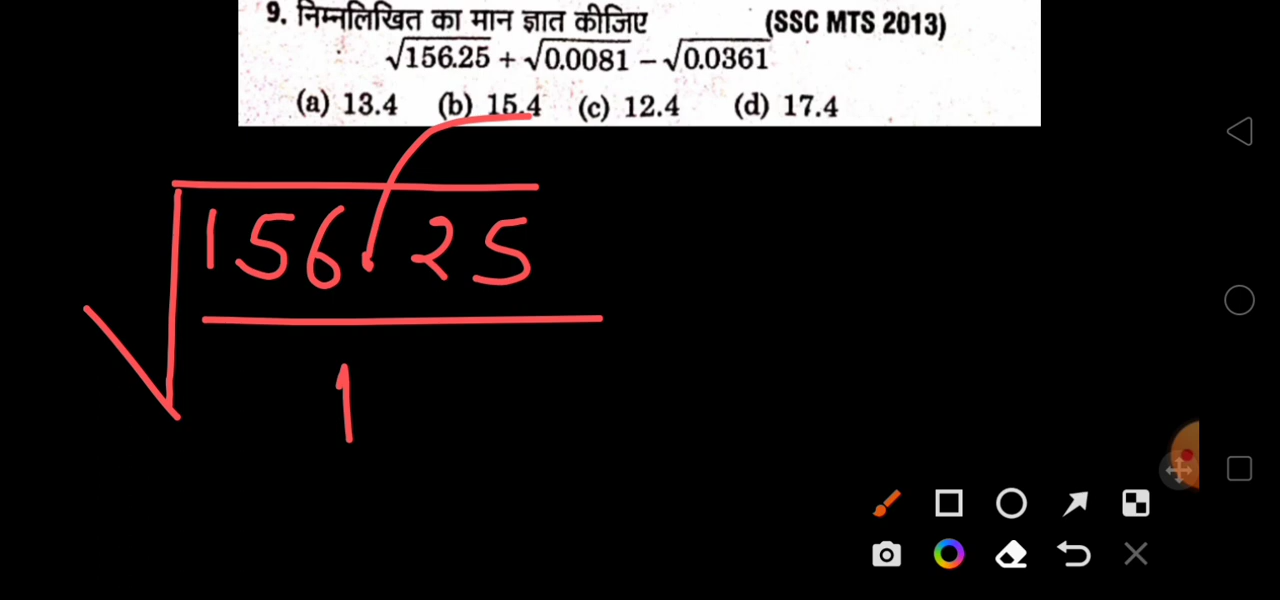 9. निम्नलिखित का मान ज्ञात कीजिए (SSC MTS 2013)
√156.25 + √0.0081 − √0.0361
(a) 13.4 (b) 15.4 (c) 12.4 (d) 17.4
√156.25
1